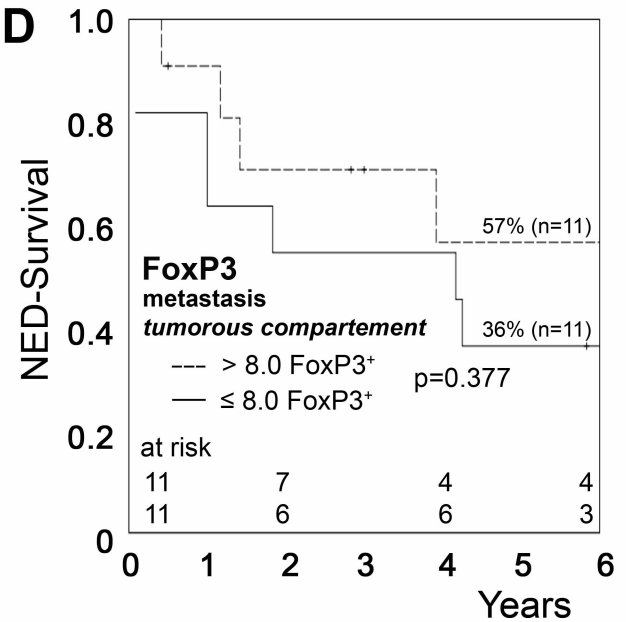 D
1.0
0.8
0.6
0.4
0.2
0
NED-Survival
57% (n=11)
FoxP3
metastasis
tumorous compartement
36% (n=11)
> 8.0 FoxP3⁺
≤ 8.0 FoxP3⁺
p=0.377
at risk
11 7 4 4
11 6 6 3
0 1 2 3 4 5 6
Years